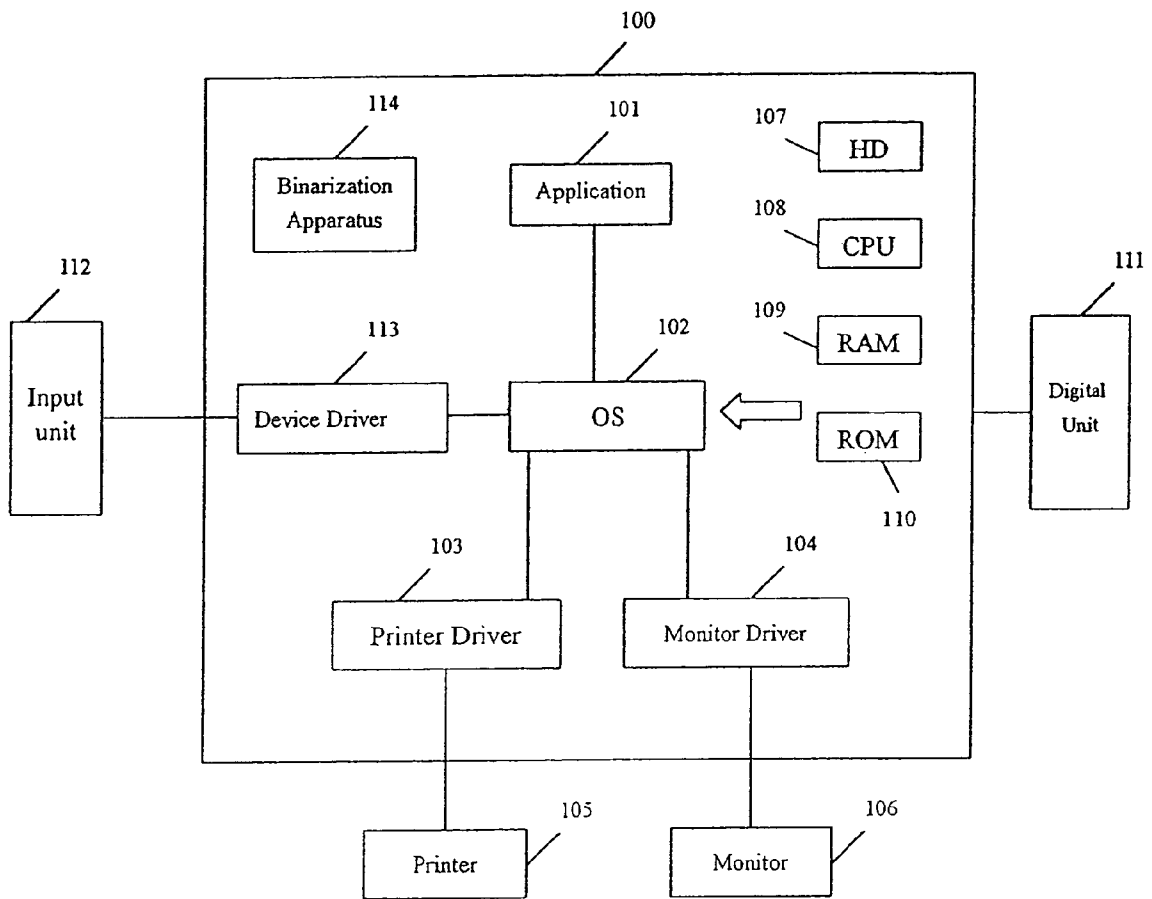 100
114
101
107
HD
Binarization
Apparatus
Application
108
CPU
112
111
109
RAM
113
102
Input
unit
Device Driver
OS
ROM
Digital
Unit
110
103
104
Printer Driver
Monitor Driver
105
106
Printer
Monitor